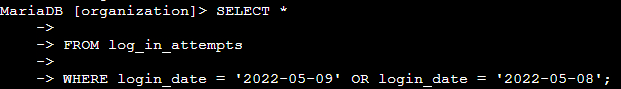 MariaDB [organization]> SELECT *
->
-> FROM log_in_attempts
->
-> WHERE login_date = '2022-05-09' OR login_date = '2022-05-08';